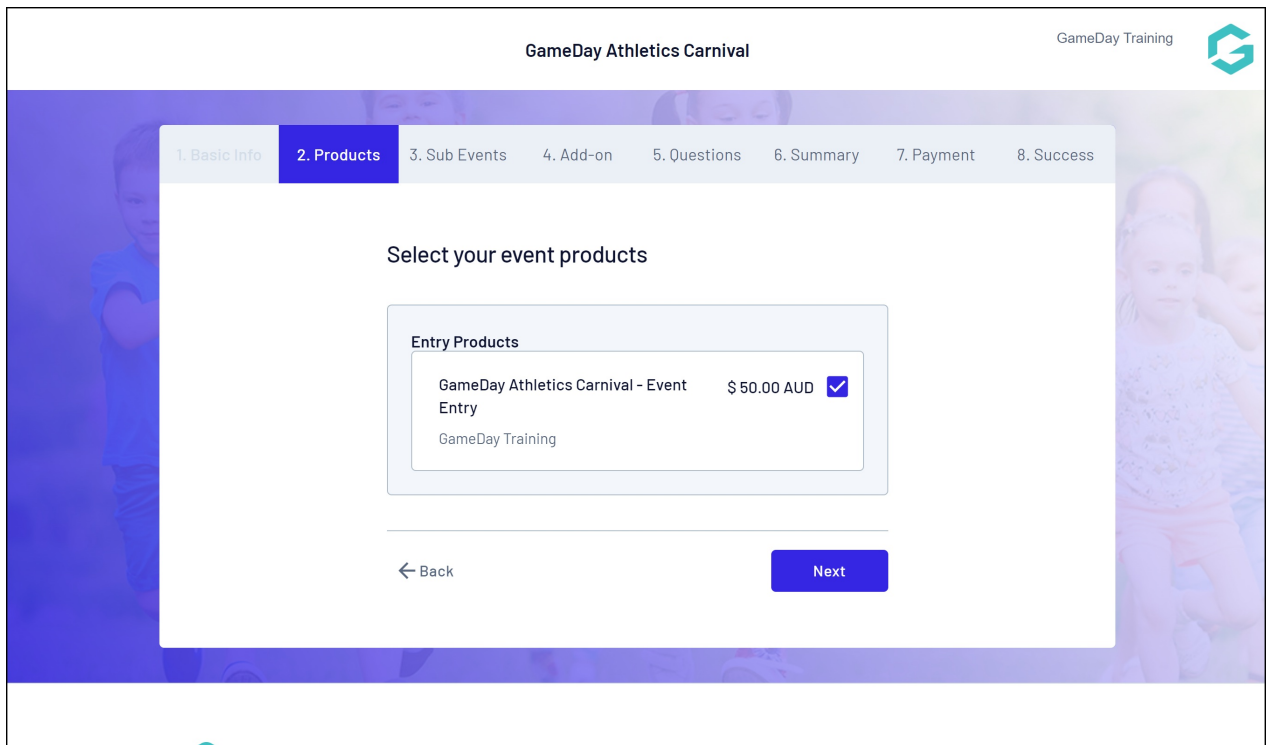 GameDay Athletics Carnival
GameDay Training
1. Basic Info
2. Products
3. Sub Events
4. Add-on
5. Questions
6. Summary
7. Payment
8. Success
Select your event products
Entry Products
GameDay Athletics Carnival - Event
Entry
$ 50.00 AUD
GameDay Training
Back
Next